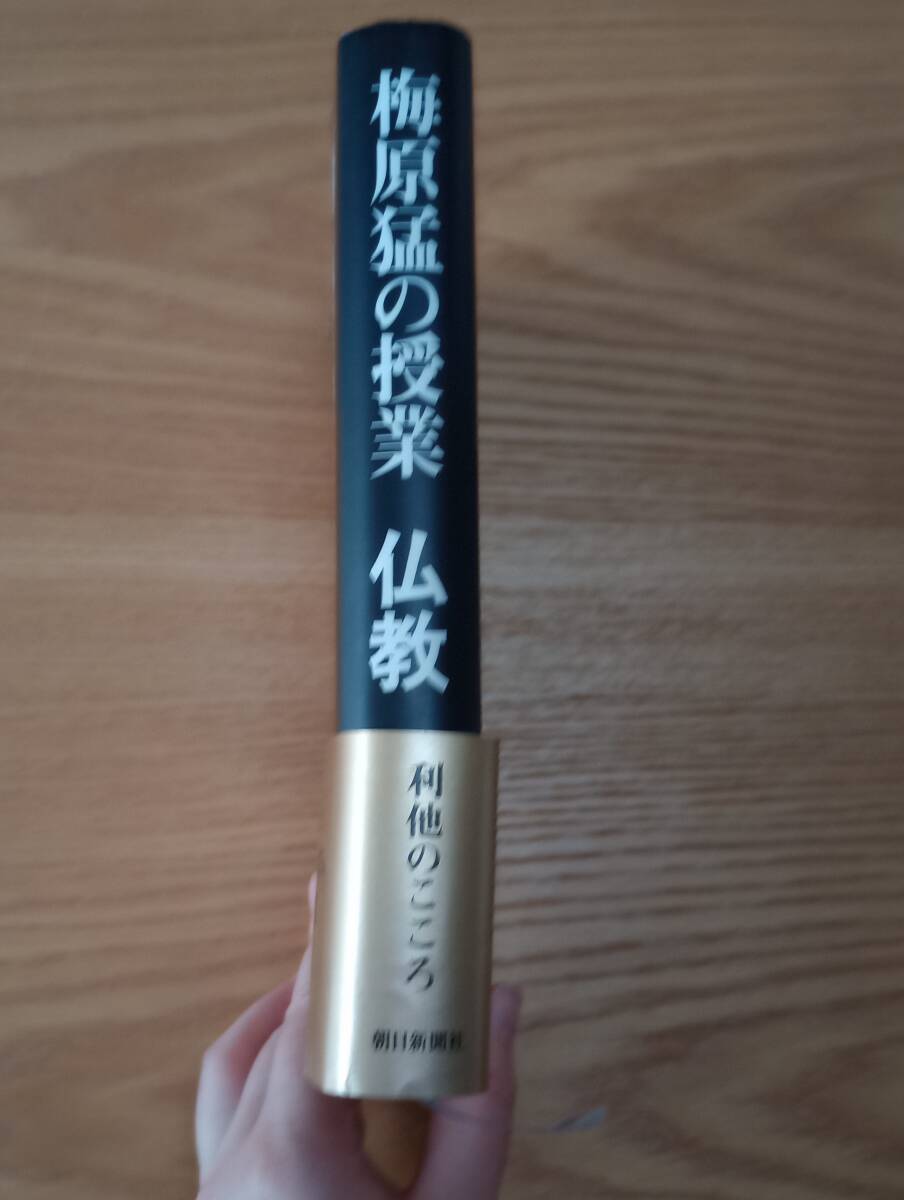 梅原猛の授業 仏教
利他のこころ
朝日新聞社